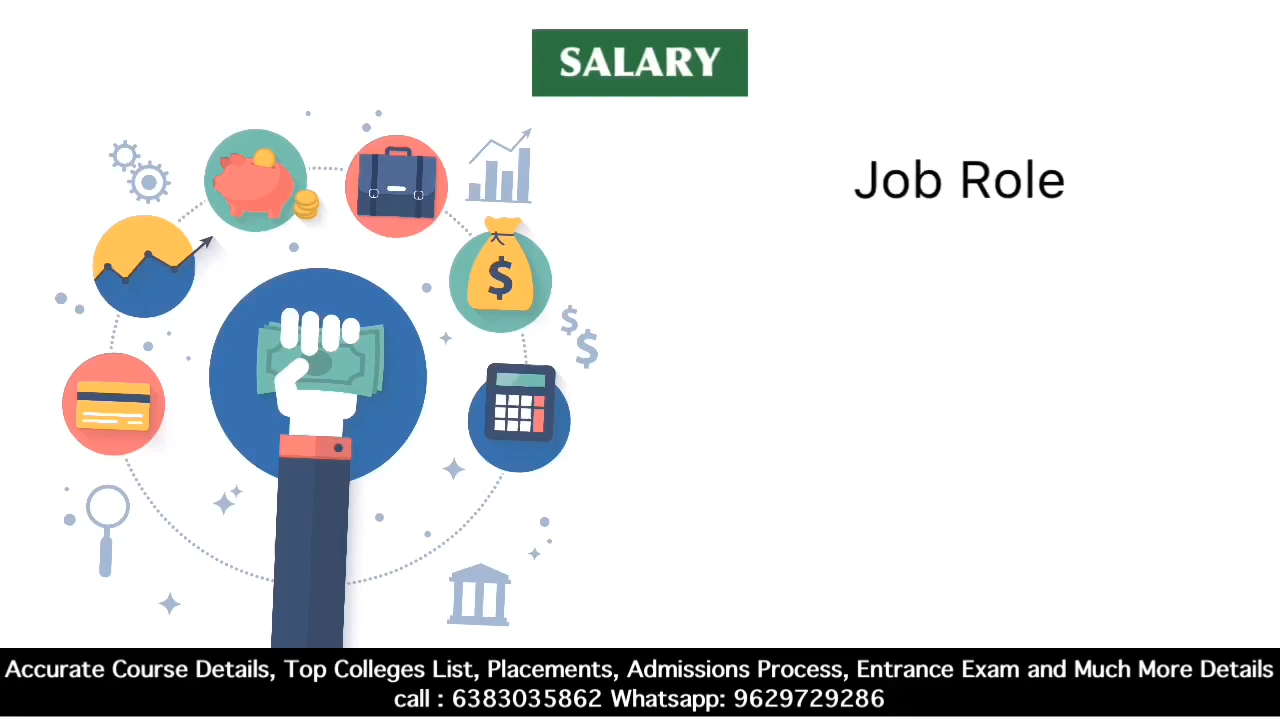 SALARY
Job Role
$
$
$
Accurate Course Details, Top Colleges List, Placements, Admissions Process, Entrance Exam and Much More Details
call : 6383035862 Whatsapp: 9629729286